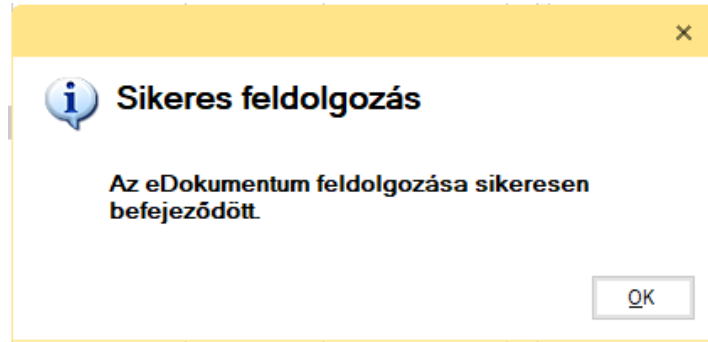 Sikeres feldolgozás
Az eDokumentum feldolgozása sikeresen
befejeződött.
OK